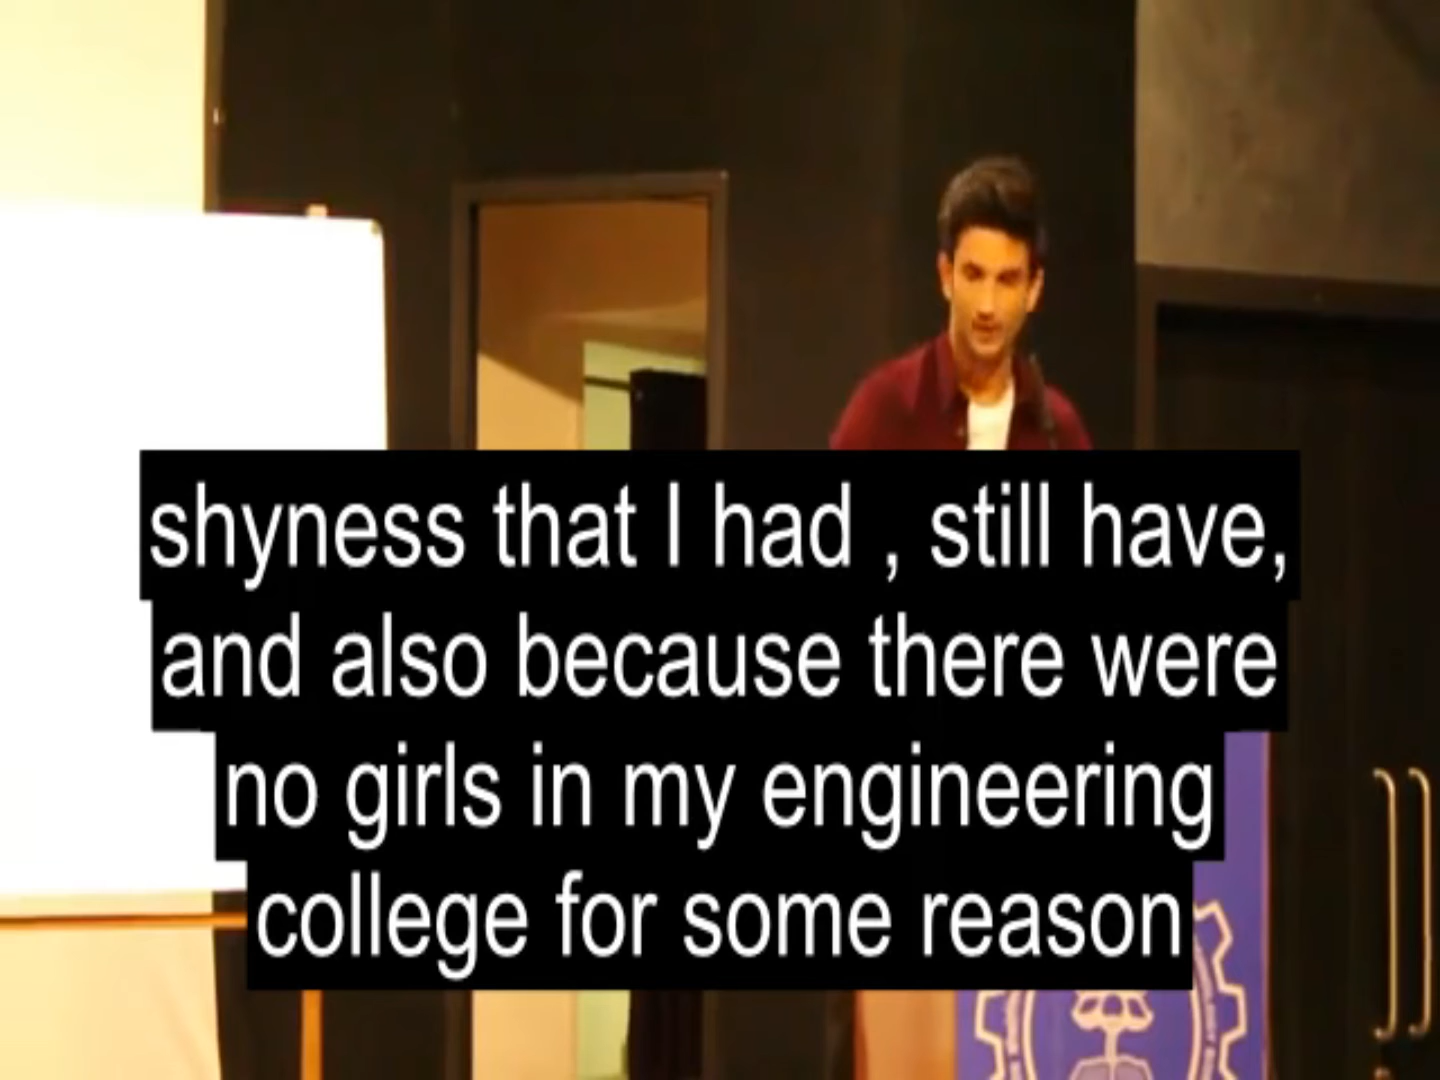 shyness that I had , still have,
and also because there were
no girls in my engineering
college for some reason